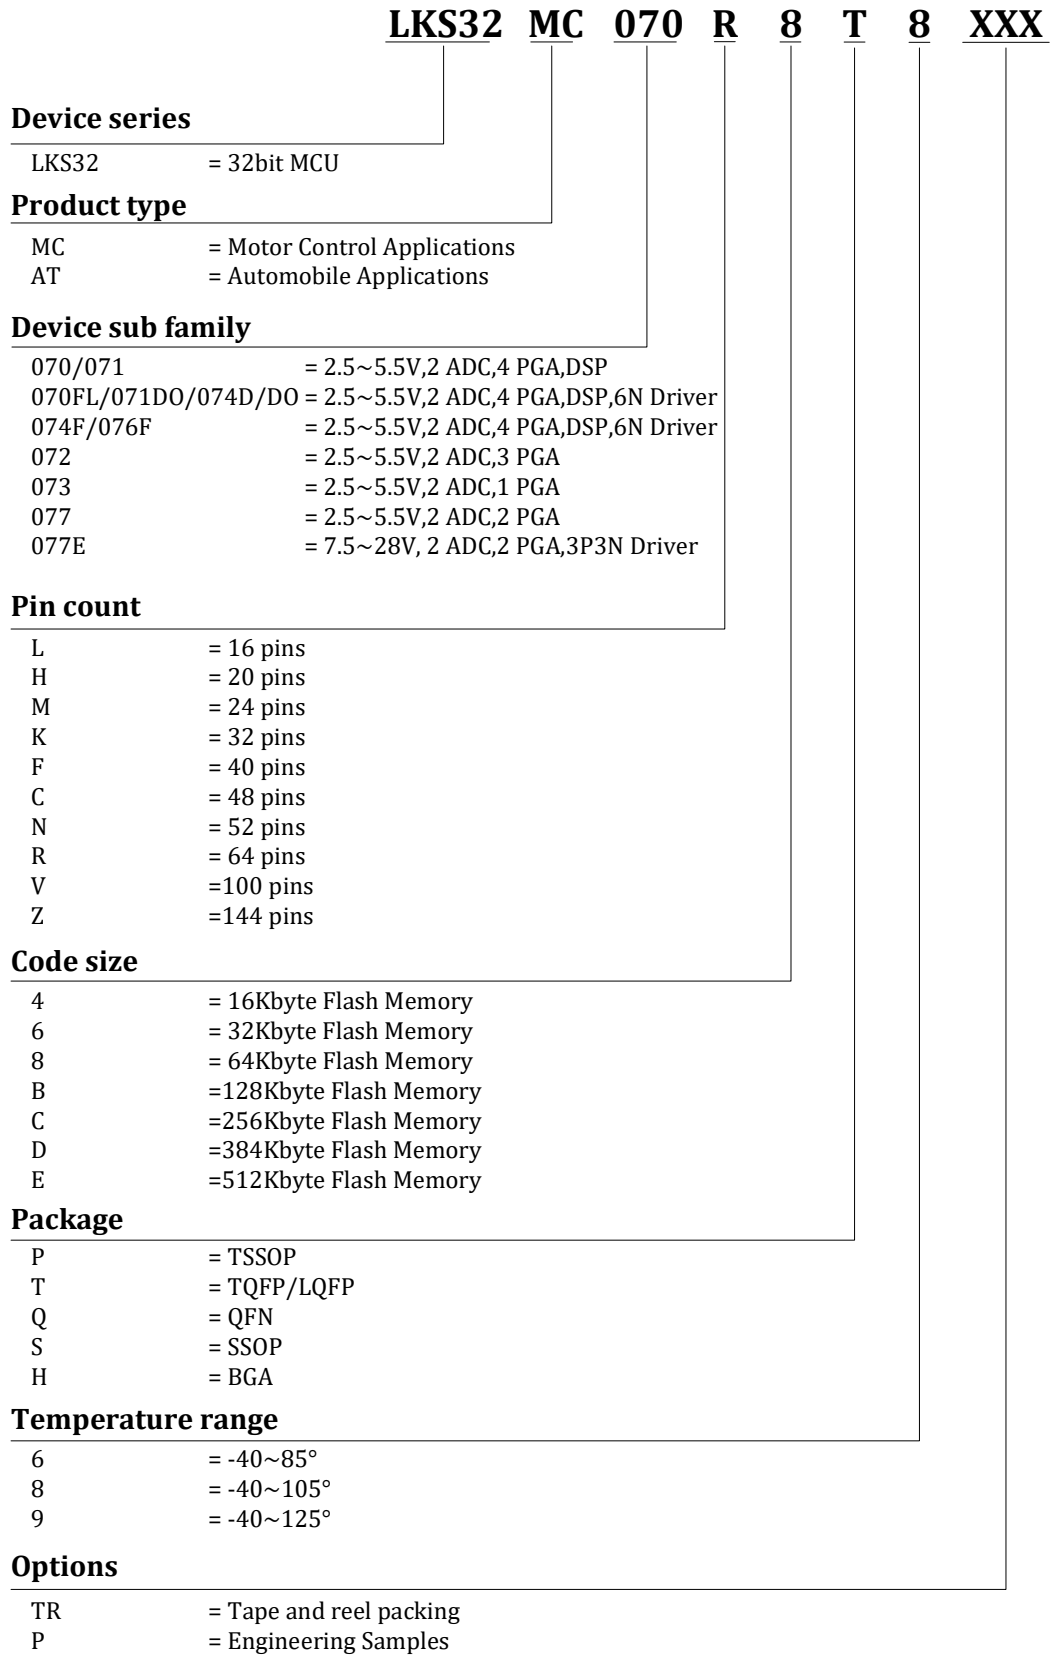 LKS32 MC 070 R 8 T 8 XXX
Device series
LKS32 = 32bit MCU
Product type
MC = Motor Control Applications
AT = Automobile Applications
Device sub family
070/071 = 2.5~5.5V,2 ADC,4 PGA,DSP
070FL/071DO/074D/DO = 2.5~5.5V,2 ADC,4 PGA,DSP,6N Driver
074F/076F = 2.5~5.5V,2 ADC,4 PGA,DSP,6N Driver
072 = 2.5~5.5V,2 ADC,3 PGA
073 = 2.5~5.5V,2 ADC,1 PGA
077 = 2.5~5.5V,2 ADC,2 PGA
077E = 7.5~28V, 2 ADC,2 PGA,3P3N Driver
Pin count
L = 16 pins
H = 20 pins
M = 24 pins
K = 32 pins
F = 40 pins
C = 48 pins
N = 52 pins
R = 64 pins
V =100 pins
Z =144 pins
Code size
4 = 16Kbyte Flash Memory
6 = 32Kbyte Flash Memory
8 = 64Kbyte Flash Memory
B =128Kbyte Flash Memory
C =256Kbyte Flash Memory
D =384Kbyte Flash Memory
E =512Kbyte Flash Memory
Package
P = TSSOP
T = TQFP/LQFP
Q = QFN
S = SSOP
H = BGA
Temperature range
6 = -40~85°
8 = -40~105°
9 = -40~125°
Options
TR = Tape and reel packing
P = Engineering Samples